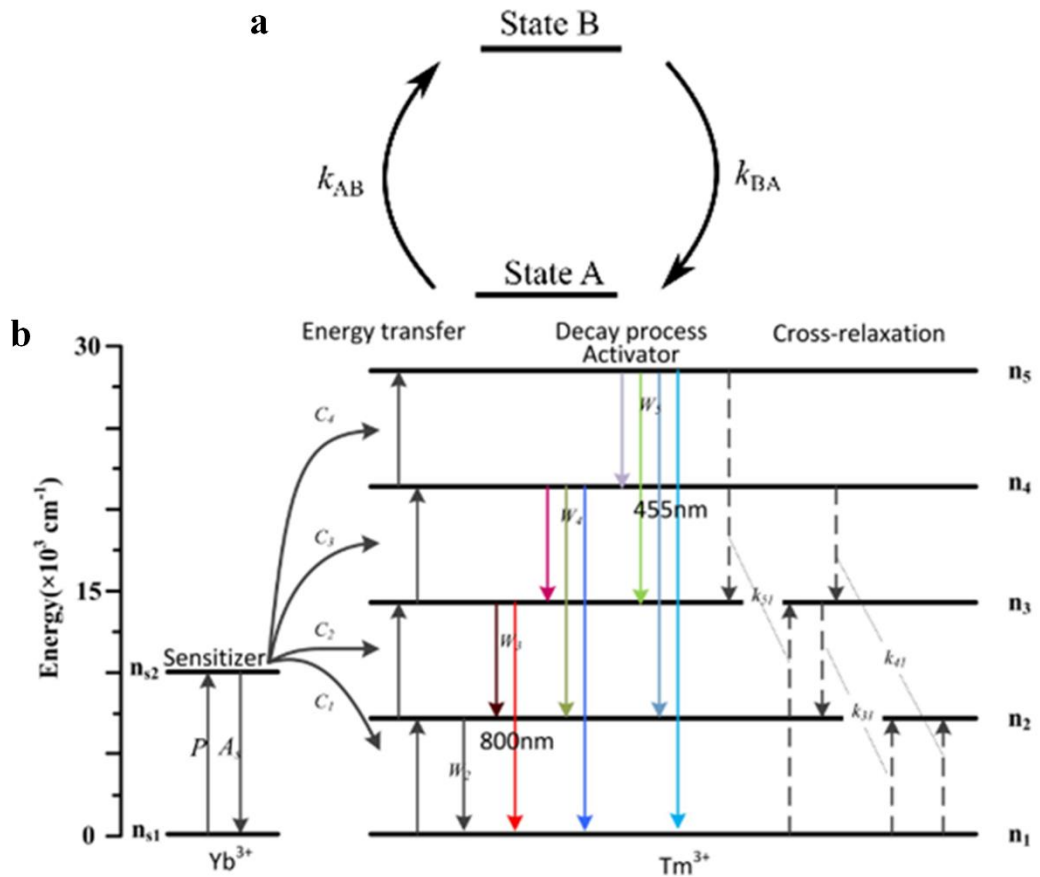 a
State B
kAB
kBA
State A
b
Energy transfer
Decay process
Activator
Cross-relaxation
30
15
0
Energy(×10³ cm⁻¹)
n5
n4
n3
n2
n1
C4
C3
C2
C1
W5
W4
W3
W2
455nm
800nm
k51
k41
k31
Sensitizer
ns2
ns1
P
As
Yb³⁺
Tm³⁺